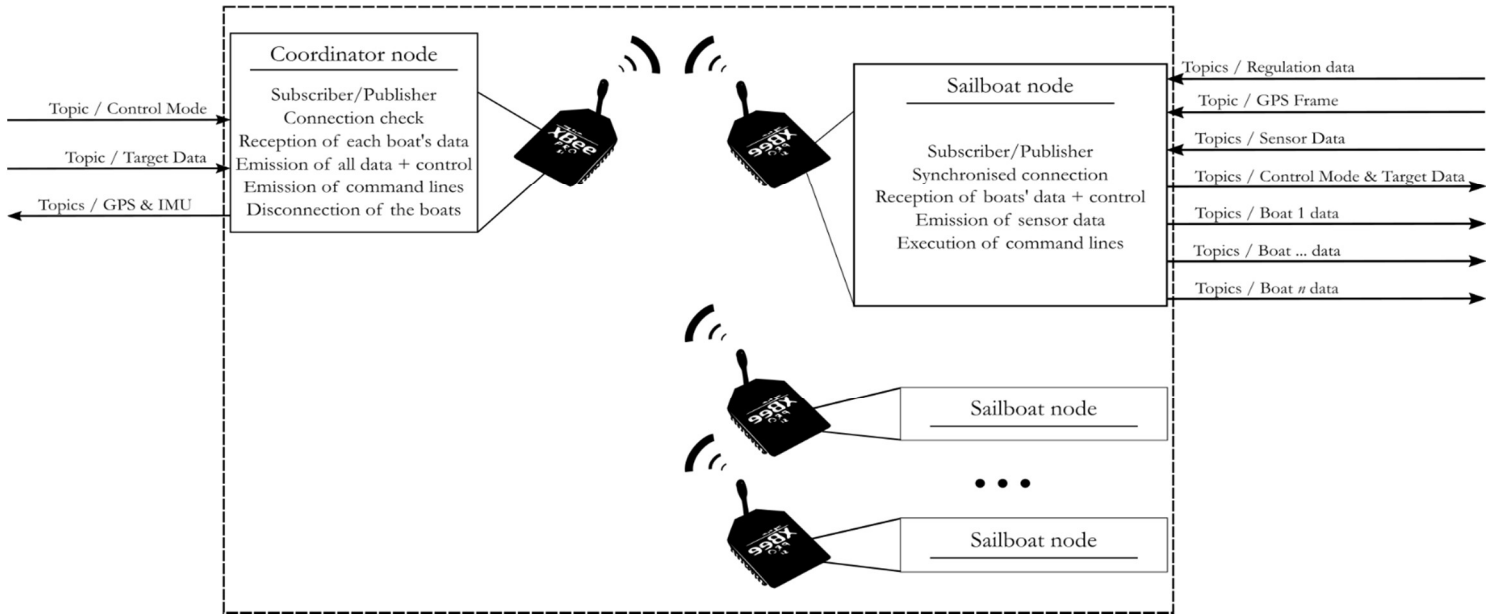 Topic / Control Mode
Topic / Target Data
Topics / GPS & IMU
Coordinator node
Subscriber/Publisher
Connection check
Reception of each boat's data
Emission of all data + control
Emission of command lines
Disconnection of the boats
XBee
XBee
Sailboat node
Subscriber/Publisher
Synchronised connection
Reception of boats' data + control
Emission of sensor data
Execution of command lines
Topics / Regulation data
Topic / GPS Frame
Topics / Sensor Data
Topics / Control Mode & Target Data
Topics / Boat 1 data
Topics / Boat ... data
Topics / Boat n data
XBee
Sailboat node
...
XBee
Sailboat node